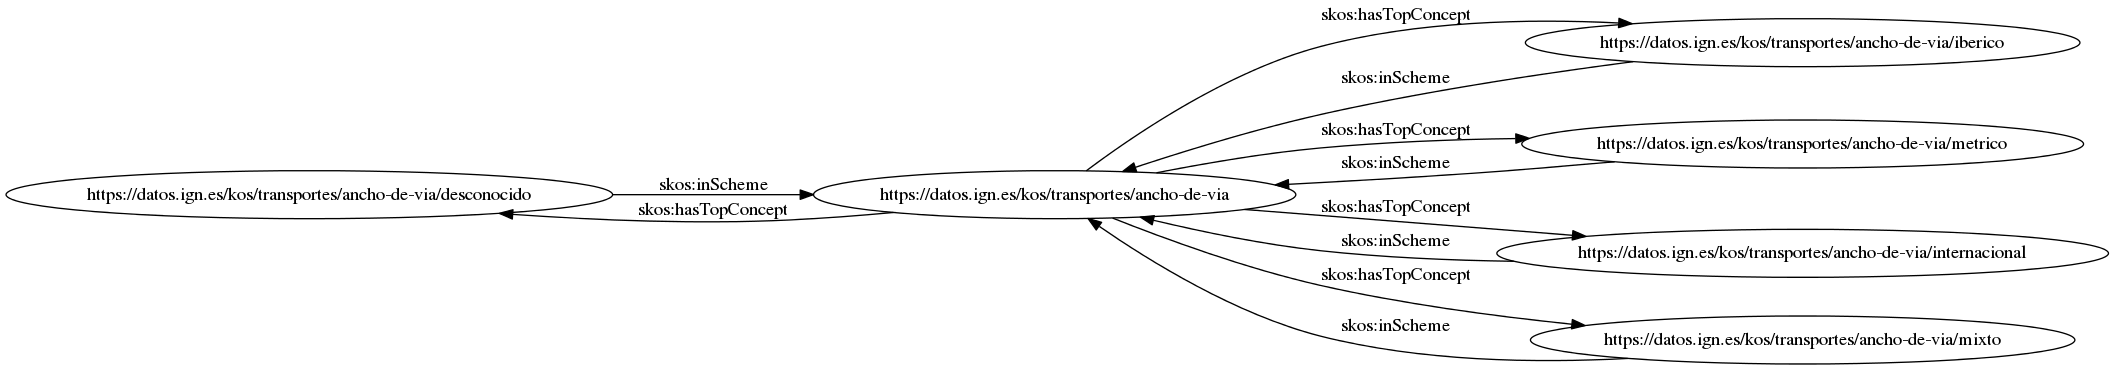 skos:hasTopConcept
https://datos.ign.es/kos/transportes/ancho-de-via/iberico
skos:inScheme
skos:hasTopConcept
https://datos.ign.es/kos/transportes/ancho-de-via/metrico
skos:inScheme
https://datos.ign.es/kos/transportes/ancho-de-via/desconocido
skos:inScheme
https://datos.ign.es/kos/transportes/ancho-de-via
skos:hasTopConcept
skos:hasTopConcept
skos:inScheme
https://datos.ign.es/kos/transportes/ancho-de-via/internacional
skos:hasTopConcept
skos:inScheme
https://datos.ign.es/kos/transportes/ancho-de-via/mixto